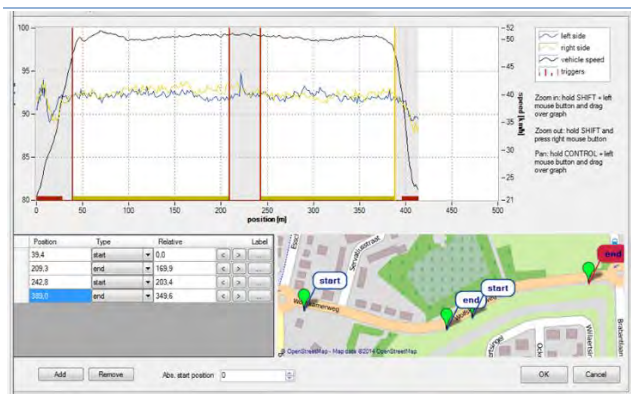 100
95
90
85
80
52
50
45
40
35
30
25
21
speed [km/h]
0 50 100 150 200 250 300 350 400 450 500
position [m]
left side
right side
vehicle speed
triggers
Zoom in: hold SHIFT + left
mouse button and drag
over graph
Zoom out: hold SHIFT and
press right mouse button
Pan: hold CONTROL + left
mouse button and drag
over graph
Position Type Relative Label
39,4 start 0,0 < > ...
209,3 end 169,9 < > ...
242,8 start 203,4 < > ...
389,0 end 349,6 < > ...
Servatiusstraat
start
end
start
end
Willaertsingel
Brabantlaan
© OpenStreetMap - Map data ©2014 OpenStreetMap
Add Remove Abs. start position 0 OK Cancel